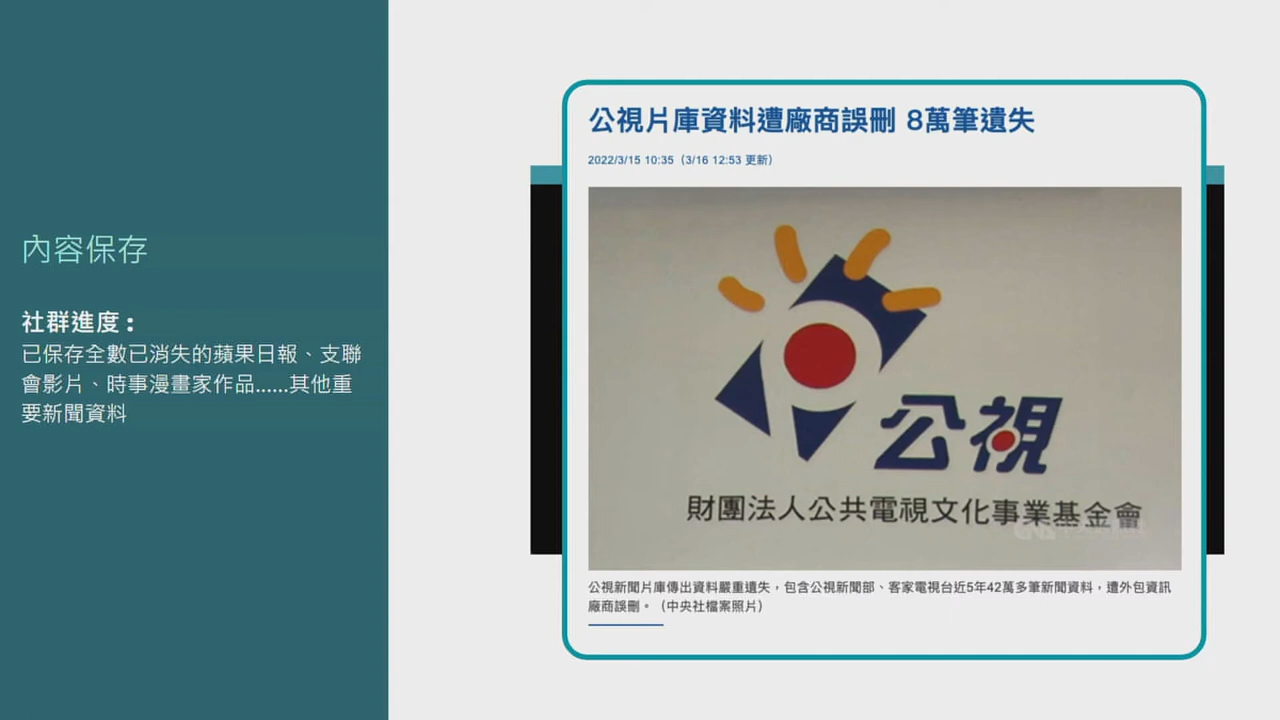 內容保存
社群進度：
已保存全數已消失的蘋果日報、支聯
會影片、時事漫畫家作品......其他重
要新聞資料
公視片庫資料遭廠商誤刪 8萬筆遺失
2022/3/15 10:35（3/16 12:53 更新）
公視
財團法人公共電視文化事業基金會
CNA
公視新聞片庫傳出資料嚴重遺失，包含公視新聞部、客家電視台近5年42萬多筆新聞資料，遭外包資訊
廠商誤刪。（中央社檔案照片）